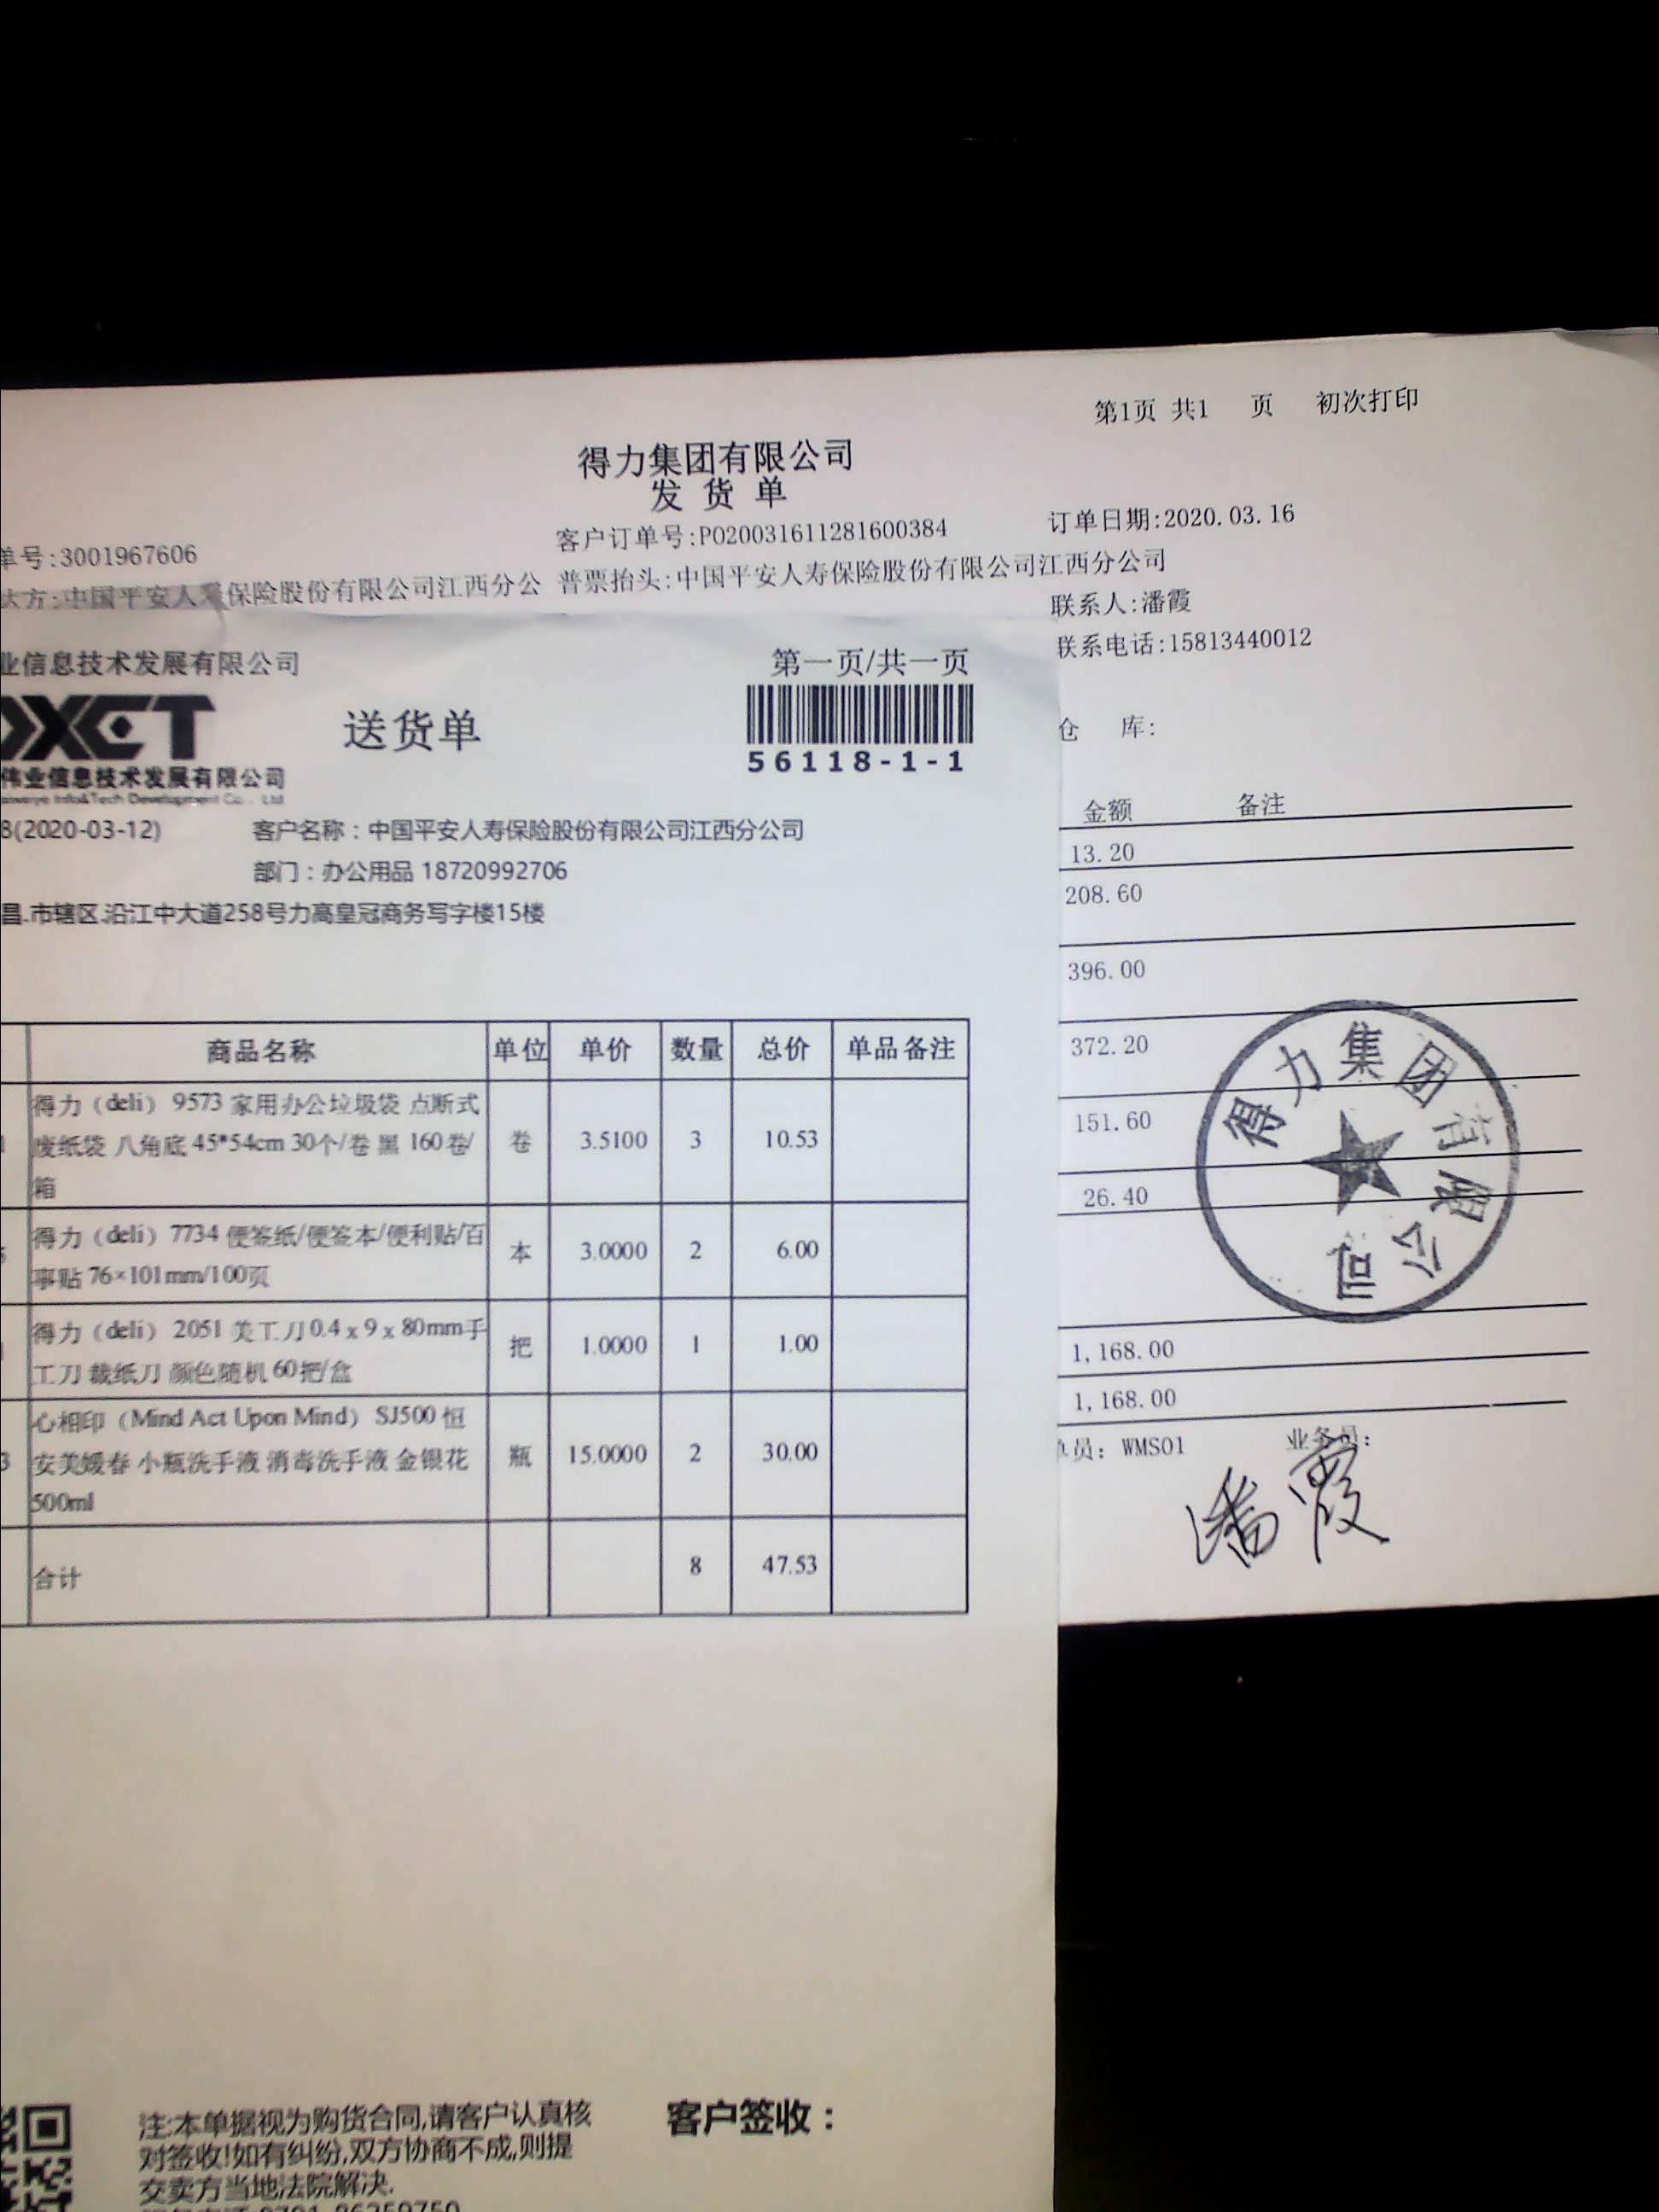 第1页 共1 页 初次打印
得力集团有限公司
发 货 单
单号:3001967606 客户订单号:PO200316112816​00384 订单日期:2020.03.16
方:中国平安人寿保险股份有限公司江西分公 普票抬头:中国平安人寿保险股份有限公司江西分公司
联系人:潘霞
联系电话:15813440012
仓 库:
金额 备注
13.20
208.60
396.00
372.20
151.60
26.40
1,168.00
1,168.00
员: WMS01 业务员:
潘霞
得力集团有限公司
业信息技术发展有限公司 第一页/共一页
DXCT 送货单
56118-1-1
伟业信息技术发展有限公司
Info&Tech Development Co., Ltd
8(2020-03-12) 客户名称：中国平安人寿保险股份有限公司江西分公司
部门：办公用品 18720992706
昌.市辖区.沿江中大道258号力高皇冠商务写字楼15楼
商品名称 单位 单价 数量 总价 单品备注
得力（deli）9573 家用办公垃圾袋 点断式
废纸袋 八角底 45*54cm 30个/卷 黑 160卷/ 卷 3.5100 3 10.53
箱
得力（deli）7734 便签纸/便签本/便利贴/百
事贴 76×101mm/100页 本 3.0000 2 6.00
得力（deli）2051 美工刀0.4 x 9 x 80mm手
工刀 裁纸刀 颜色随机 60把/盒 把 1.0000 1 1.00
心相印（Mind Act Upon Mind）SJ500 恒
安美媛春 小瓶洗手液 消毒洗手液 金银花 瓶 15.0000 2 30.00
500ml
合计 8 47.53
注:本单据视为购货合同,请客户认真核 客户签收：
对签收!如有纠纷,双方协商不成,则提
交卖方当地法院解决.